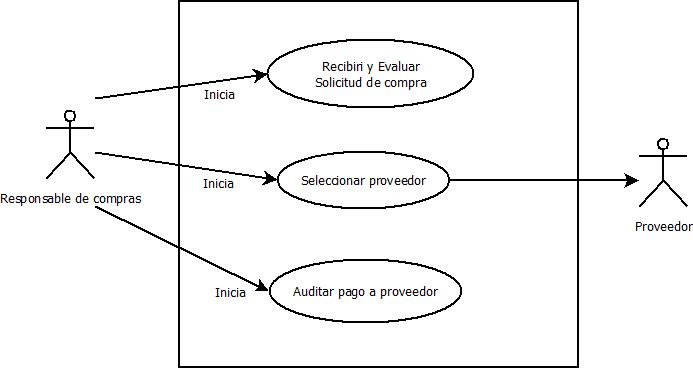 Recibiri y Evaluar
Solicitud de compra
Inicia
Responsable de compras
Inicia
Seleccionar proveedor
Proveedor
Inicia
Auditar pago a proveedor